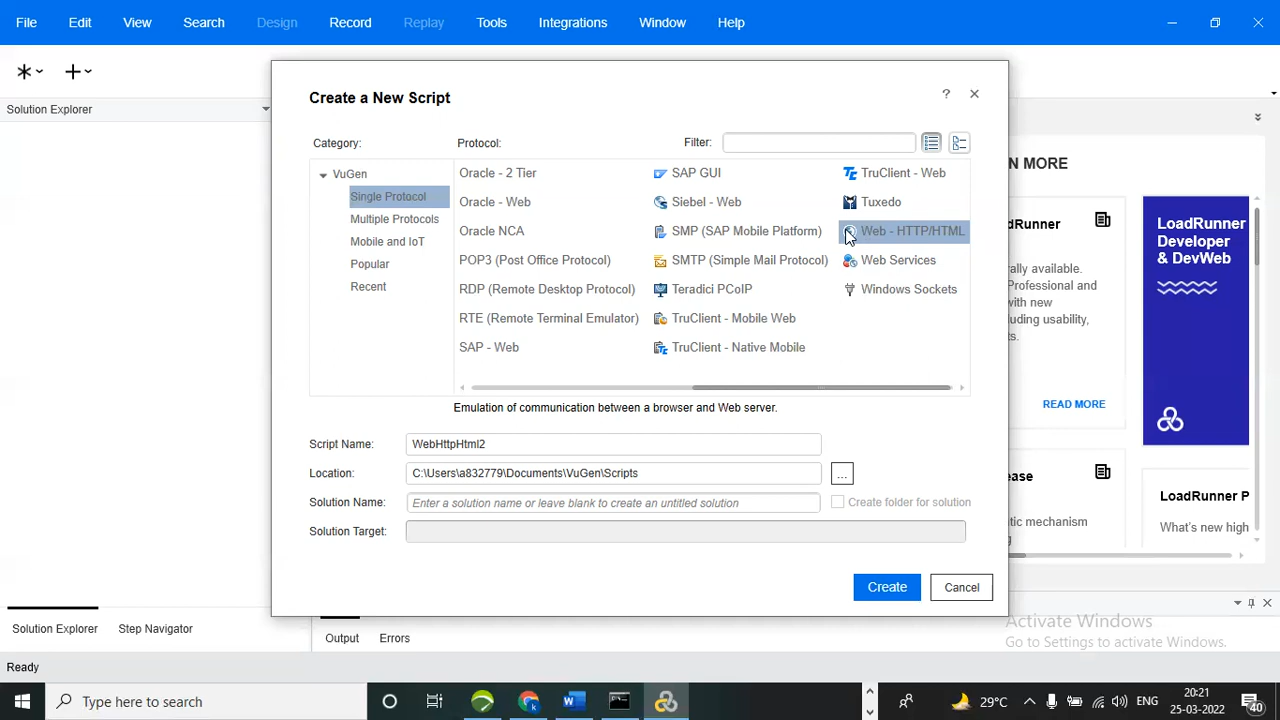 File Edit View Search Design Record Replay Tools Integrations Window Help
Solution Explorer
Create a New Script
?
Category:
Protocol:
Filter:
VuGen
Single Protocol
Multiple Protocols
Mobile and IoT
Popular
Recent
Oracle - 2 Tier
Oracle - Web
Oracle NCA
POP3 (Post Office Protocol)
RDP (Remote Desktop Protocol)
RTE (Remote Terminal Emulator)
SAP - Web
SAP GUI
Siebel - Web
SMP (SAP Mobile Platform)
SMTP (Simple Mail Protocol)
Teradici PCoIP
TruClient - Mobile Web
TruClient - Native Mobile
TruClient - Web
Tuxedo
Web - HTTP/HTML
Web Services
Windows Sockets
Emulation of communication between a browser and Web server.
Script Name: WebHttpHtml2
Location: C:\Users\a832779\Documents\VuGen\Scripts ...
Solution Name: Enter a solution name or leave blank to create an untitled solution Create folder for solution
Solution Target:
Create Cancel
N MORE
Runner
ally available.
Professional and
with new
uding usability,
s.
READ MORE
LoadRunner
Developer
& DevWeb
ease
tic mechanism
g
LoadRunner P
What's new high
Solution Explorer Step Navigator
Output Errors
Activate Windows
Go to Settings to activate Windows.
Ready
Type here to search
29°C
ENG
20:21
25-03-2022
40